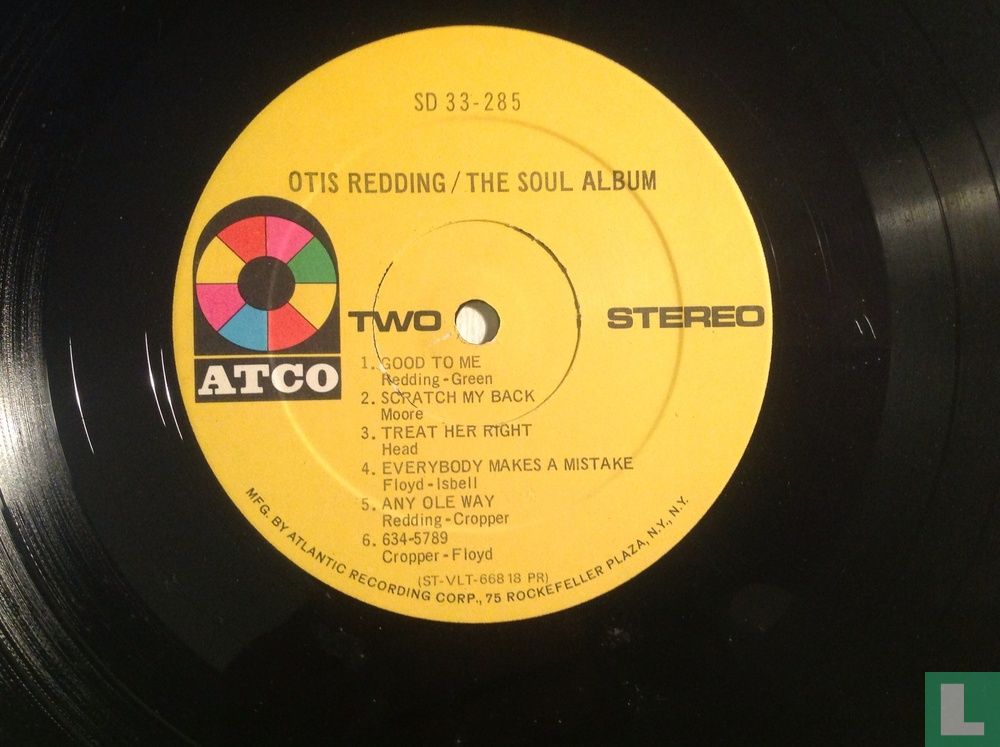 SD 33-285
OTIS REDDING / THE SOUL ALBUM
TWO STEREO
ATCO
1. GOOD TO ME
Redding - Green
2. SCRATCH MY BACK
Moore
3. TREAT HER RIGHT
Head
4. EVERYBODY MAKES A MISTAKE
Floyd - Isbell
5. ANY OLE WAY
Redding - Cropper
6. 634-5789
Cropper - Floyd
(ST-VLT-66818 PR)
MFG. BY ATLANTIC RECORDING CORP., 75 ROCKEFELLER PLAZA, N.Y., N.Y.
L